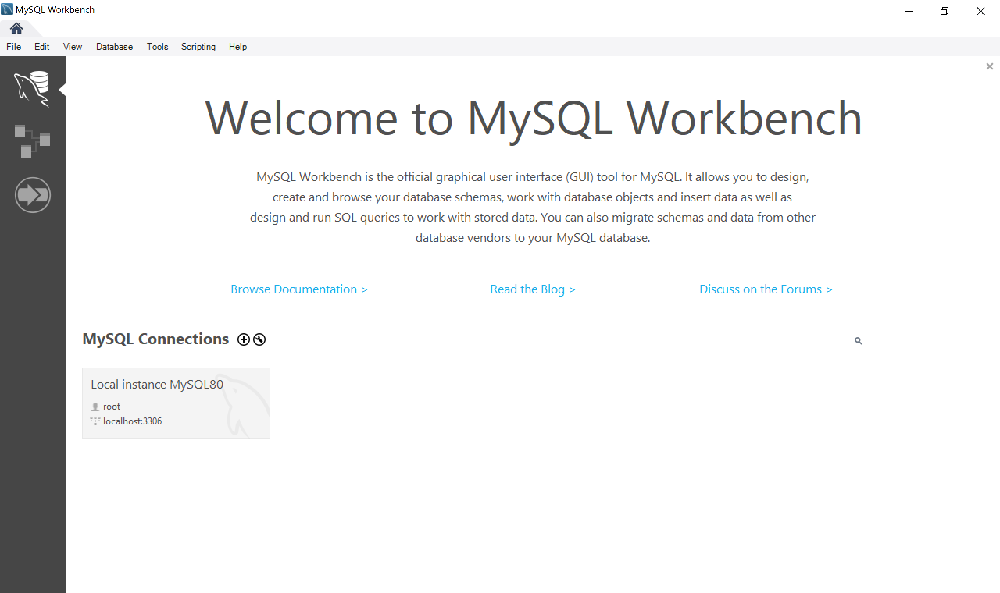 MySQL Workbench
File Edit View Database Tools Scripting Help
Welcome to MySQL Workbench
MySQL Workbench is the official graphical user interface (GUI) tool for MySQL. It allows you to design,
create and browse your database schemas, work with database objects and insert data as well as
design and run SQL queries to work with stored data. You can also migrate schemas and data from other
database vendors to your MySQL database.
Browse Documentation > Read the Blog > Discuss on the Forums >
MySQL Connections
Local instance MySQL80
root
localhost:3306